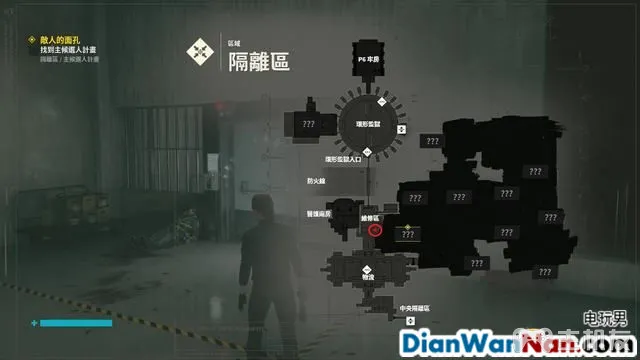 敵人的面孔
找到主候選人計畫
隔離區 / 主候選人計畫
區域
隔離區
P6 牢房
???
環形監獄
???
環形監獄入口
???
防火線
???
???
???
醫護廂房
維修區
???
???
???
???
???
物流
中央隔離區
电玩男
DianWanNan.com